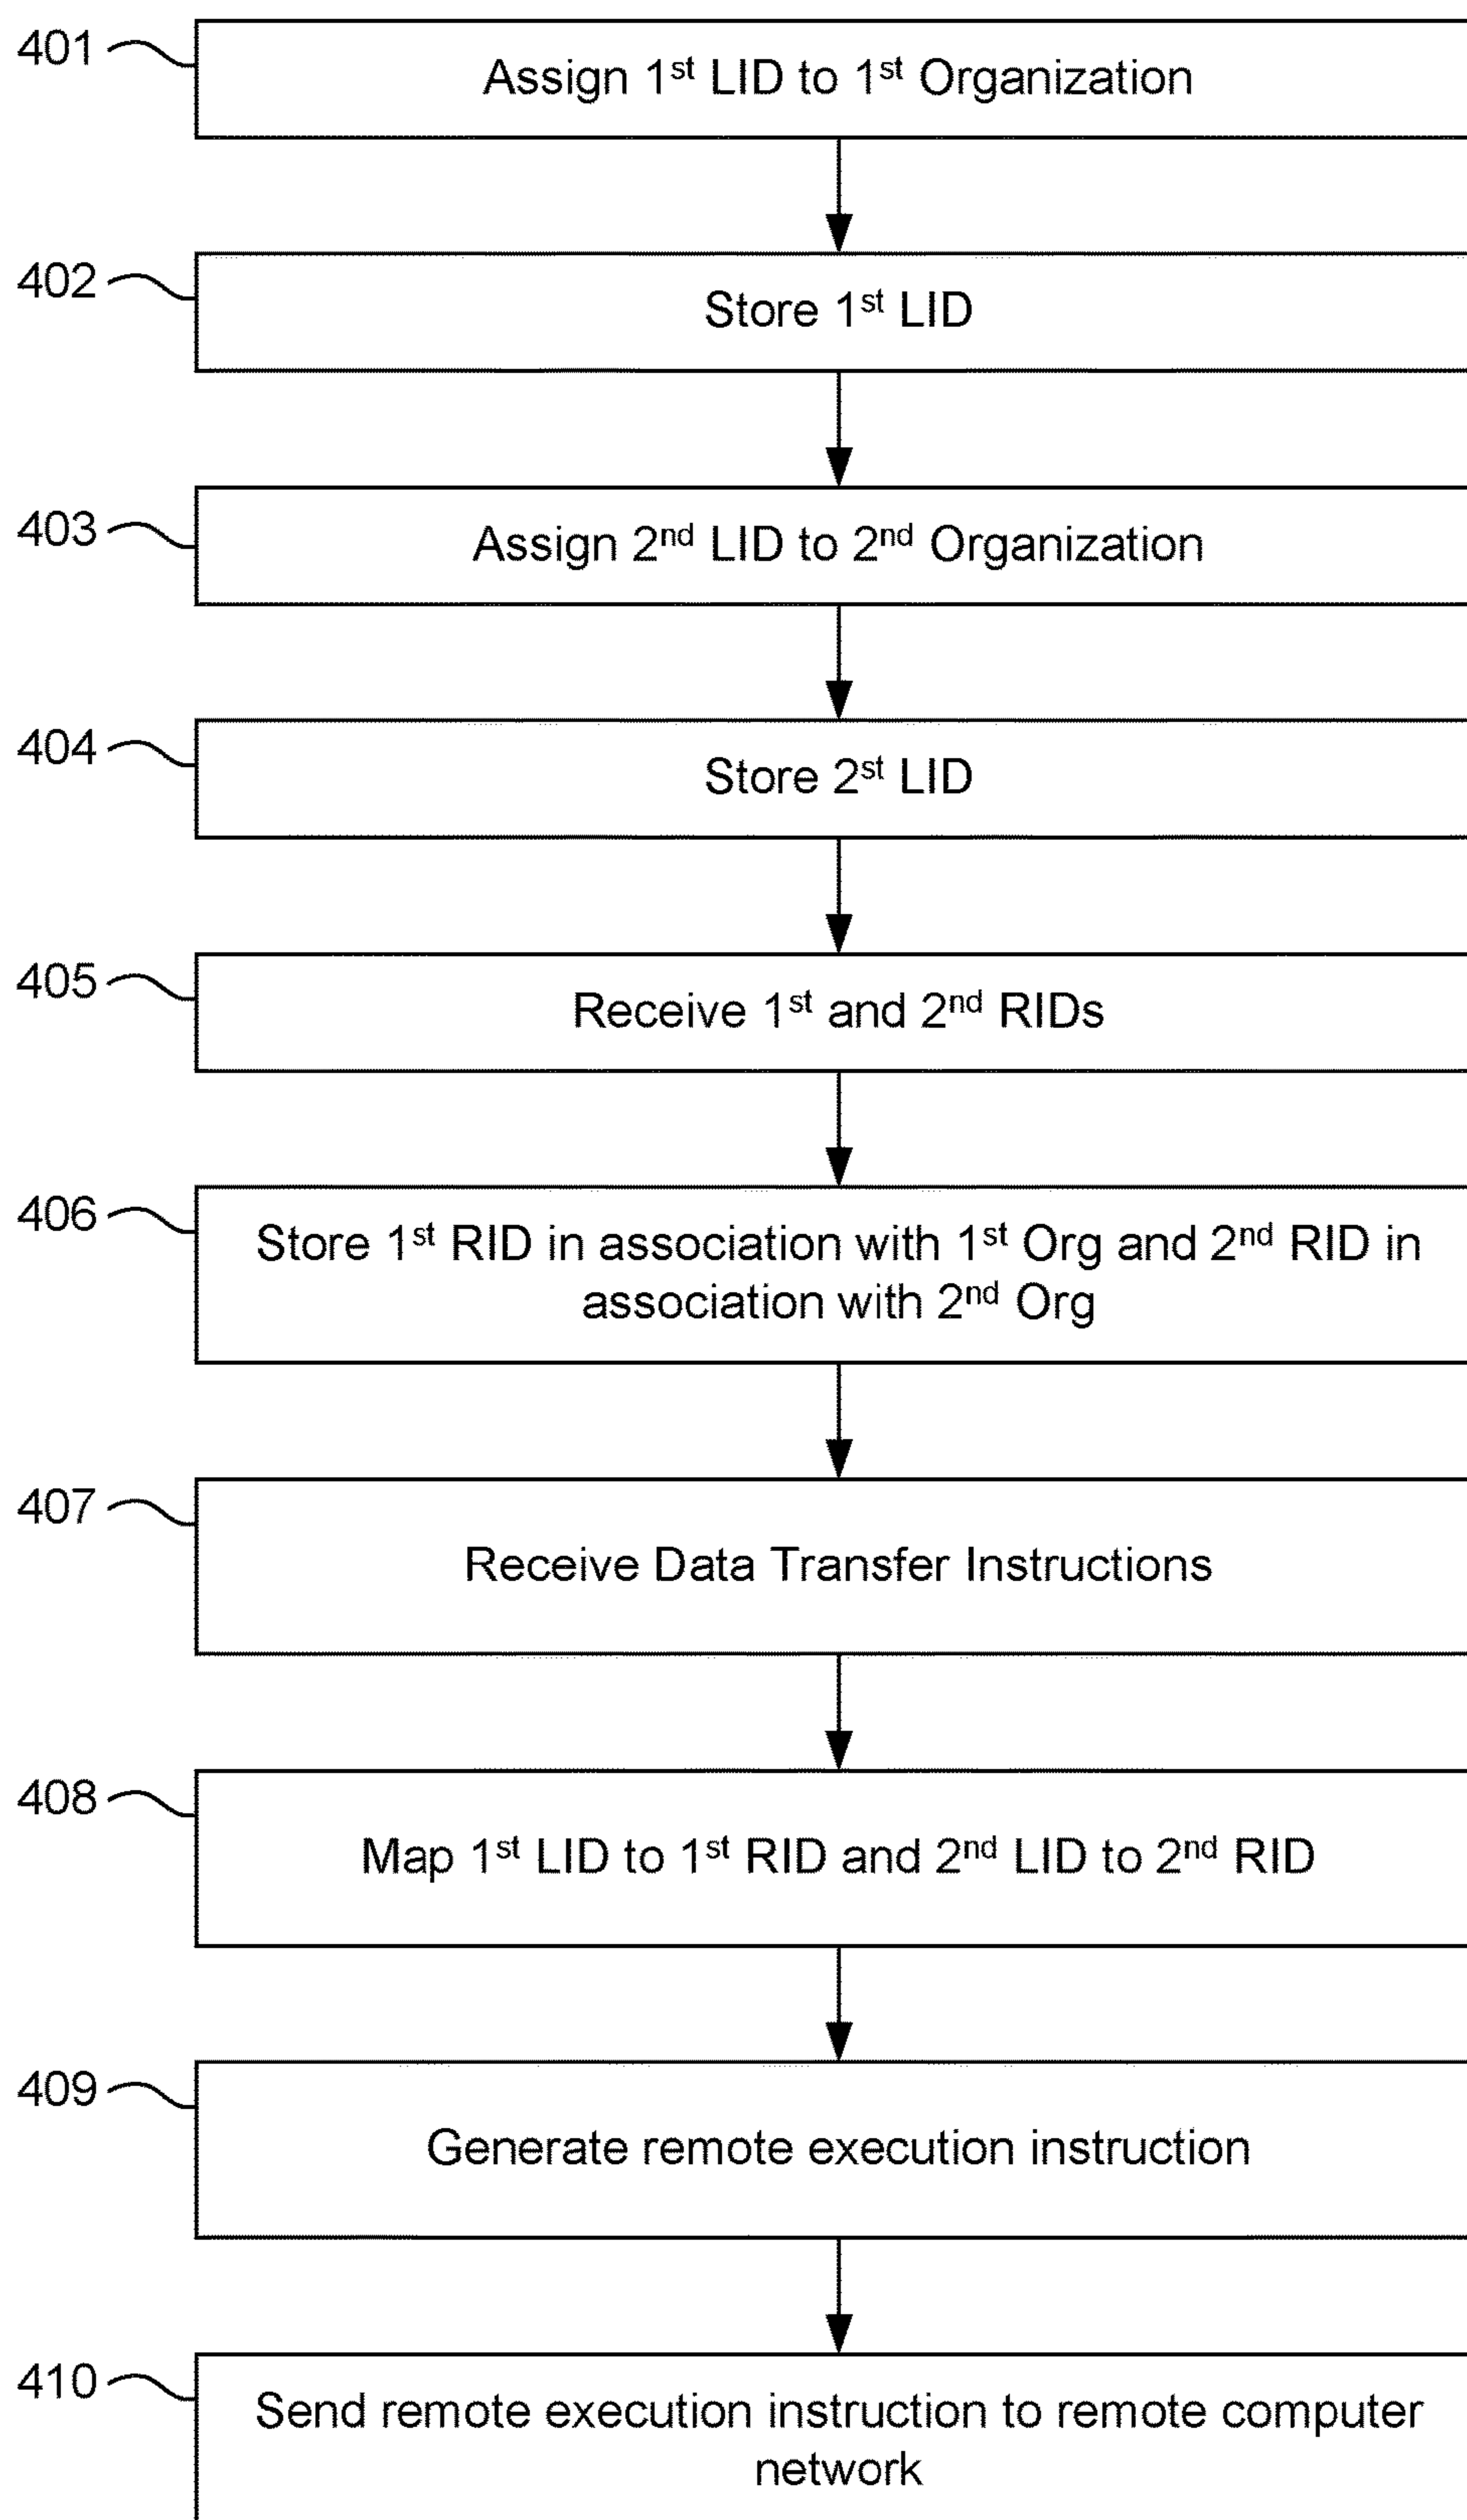 401
Assign 1st LID to 1st Organization
402
Store 1st LID
403
Assign 2nd LID to 2nd Organization
404
Store 2st LID
405
Receive 1st and 2nd RIDs
406
Store 1st RID in association with 1st Org and 2nd RID in
association with 2nd Org
407
Receive Data Transfer Instructions
408
Map 1st LID to 1st RID and 2nd LID to 2nd RID
409
Generate remote execution instruction
410
Send remote execution instruction to remote computer
network